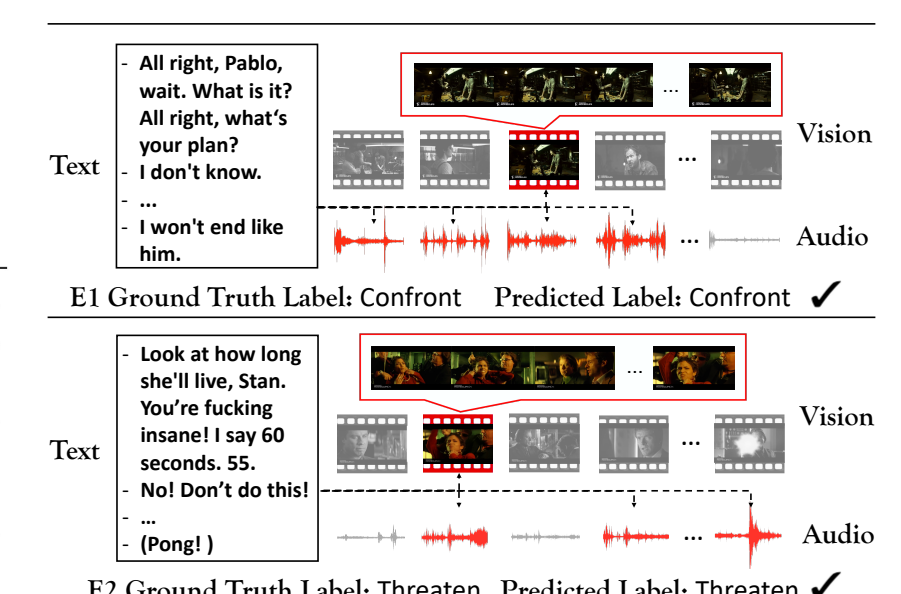 - All right, Pablo,
wait. What is it?
All right, what‘s
your plan?
- I don't know.
- ...
- I won't end like
him.
Text
...
Vision
...
... Audio
E1 Ground Truth Label: Confront Predicted Label: Confront ✓
- Look at how long
she'll live, Stan.
You’re fucking
insane! I say 60
seconds. 55.
- No! Don’t do this!
- ...
- (Pong! )
Text
...
Vision
...
... Audio
E2 Ground Truth Label: Threaten Predicted Label: Threaten ✓